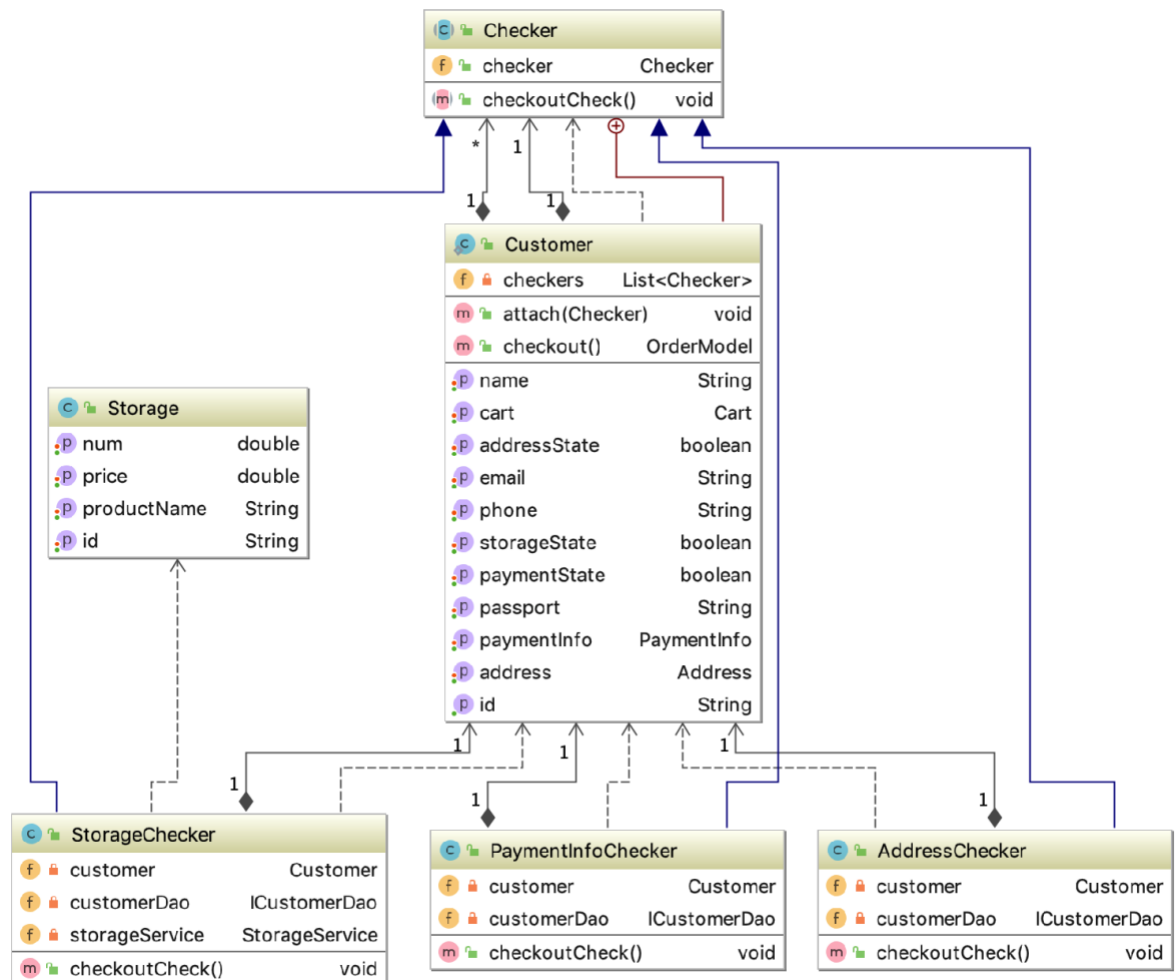 Checker
checker Checker
checkoutCheck() void
* 1
1 1
Customer
checkers List<Checker>
attach(Checker) void
checkout() OrderModel
name String
cart Cart
addressState boolean
email String
phone String
storageState boolean
paymentState boolean
passport String
paymentInfo PaymentInfo
address Address
id String
Storage
num double
price double
productName String
id String
1 1 1
1 1 1
StorageChecker
customer Customer
customerDao ICustomerDao
storageService StorageService
checkoutCheck() void
PaymentInfoChecker
customer Customer
customerDao ICustomerDao
checkoutCheck() void
AddressChecker
customer Customer
customerDao ICustomerDao
checkoutCheck() void